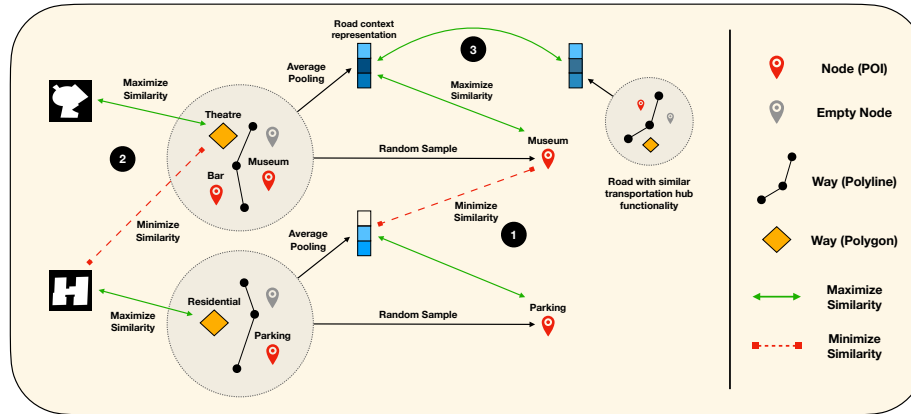 Road context
representation
3
Average
Pooling
Maximize
Similarity
Maximize
Similarity
Theatre
2
Bar
Museum
Random Sample
Museum
Road with similar
transportation hub
functionality
Minimize
Similarity
Minimize
Similarity
1
Average
Pooling
H
Maximize
Similarity
Residential
Parking
Random Sample
Parking
Node (POI)
Empty Node
Way (Polyline)
Way (Polygon)
Maximize
Similarity
Minimize
Similarity